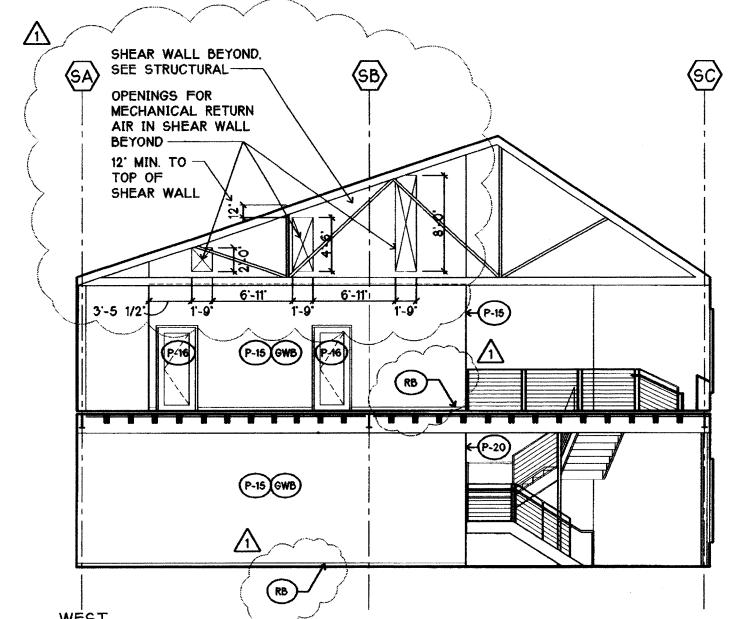 1
SHEAR WALL BEYOND,
SEE STRUCTURAL
SA
SB
SC
OPENINGS FOR
MECHANICAL RETURN
AIR IN SHEAR WALL
BEYOND
12" MIN. TO
TOP OF
SHEAR WALL
12"
2'-0"
4'-6"
8'-0"
6'-11"
6'-11"
3'-5 1/2"
1'-9"
1'-9"
1'-9"
P-15
P-16
P-15
GWB
P-16
1
RB
P-20
P-15
GWB
1
RB
WEST